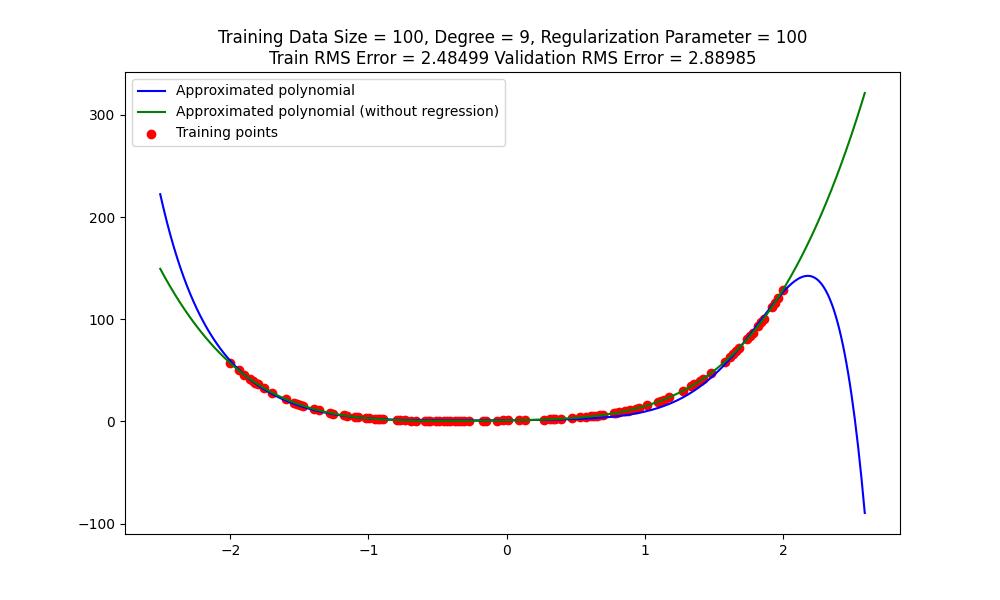 Training Data Size = 100, Degree = 9, Regularization Parameter = 100
Train RMS Error = 2.48499 Validation RMS Error = 2.88985
Approximated polynomial
Approximated polynomial (without regression)
Training points
300
200
100
0
−100
−2
−1
0
1
2